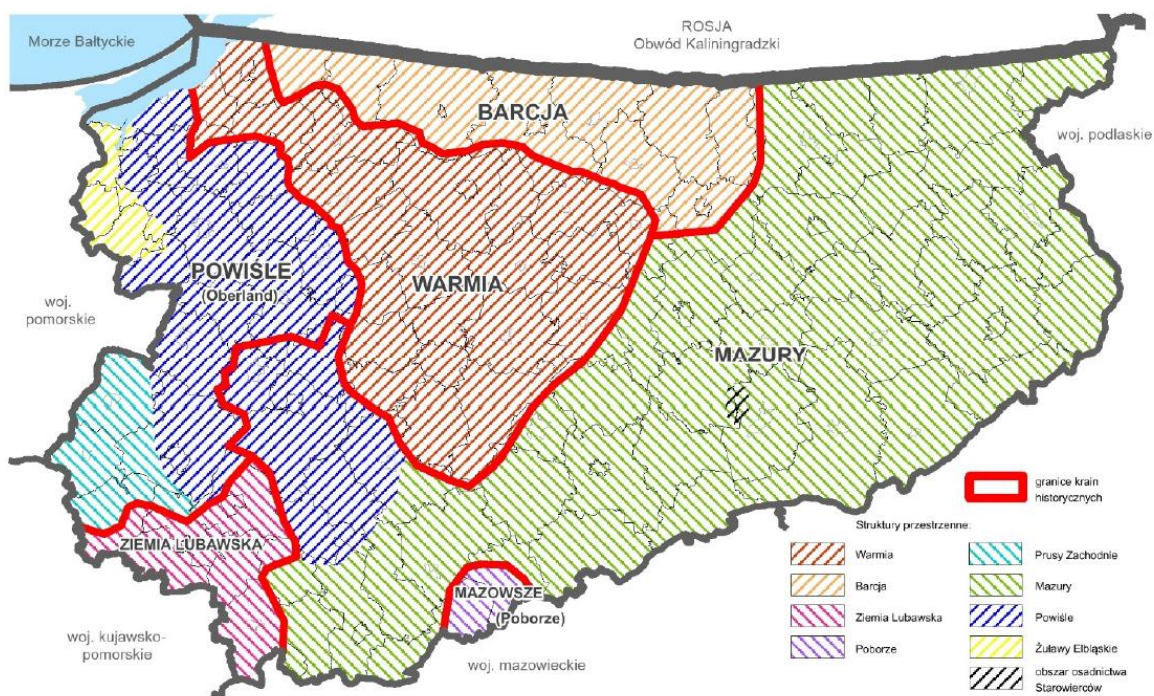 Morze Bałtyckie
ROSJA
Obwód Kaliningradzki
BARCJA
woj. podlaskie
POWIŚLE
(Oberland)
WARMIA
woj.
pomorskie
MAZURY
ZIEMIA LUBAWSKA
MAZOWSZE
(Poborze)
woj. kujawsko-
pomorskie
woj. mazowieckie
granice krain
historycznych
Struktury przestrzenne:
Warmia
Barcja
Ziemia Lubawska
Poborze
Prusy Zachodnie
Mazury
Powiśle
Żuławy Elbląskie
obszar osadnictwa
Starowierców